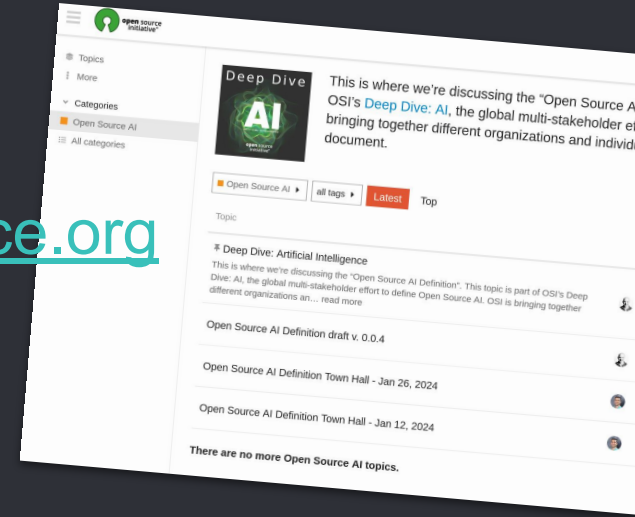 open source
initiative
Topics
More
Categories
Open Source AI
All categories
Deep Dive
AI
open source
initiative
This is where we're discussing the "Open Source A
OSI's Deep Dive: AI, the global multi-stakeholder ef
bringing together different organizations and individu
document.
Open Source AI
all tags
Latest
Top
Topic
ce.org
Deep Dive: Artificial Intelligence
This is where we're discussing the "Open Source AI Definition". This topic is part of OSI's Deep
Dive: AI, the global multi-stakeholder effort to define Open Source AI. OSI is bringing together
different organizations an… read more
Open Source AI Definition draft v. 0.0.4
Open Source AI Definition Town Hall - Jan 26, 2024
Open Source AI Definition Town Hall - Jan 12, 2024
There are no more Open Source AI topics.